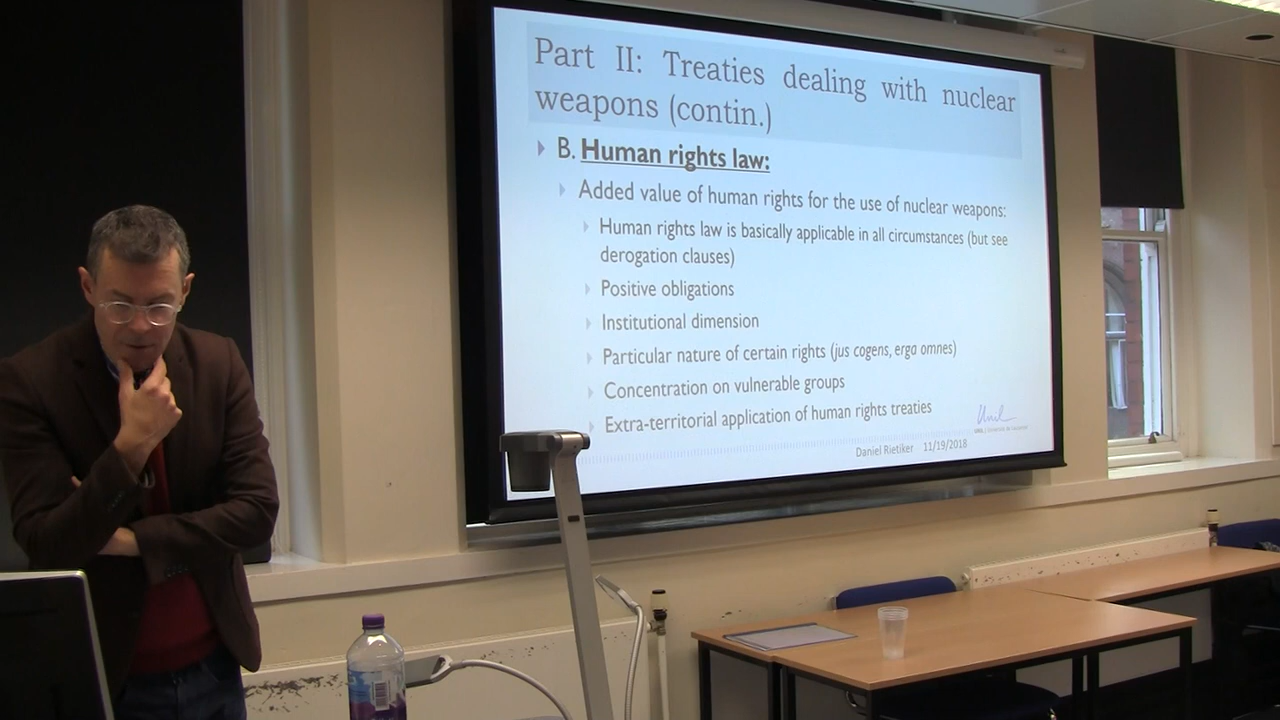 Part II: Treaties dealing with nuclear
weapons (contin.)
B. Human rights law:
Added value of human rights for the use of nuclear weapons:
Human rights law is basically applicable in all circumstances (but see
derogation clauses)
Positive obligations
Institutional dimension
Particular nature of certain rights (jus cogens, erga omnes)
Concentration on vulnerable groups
Extra-territorial application of human rights treaties
Unil
Daniel Rietiker 11/19/2018